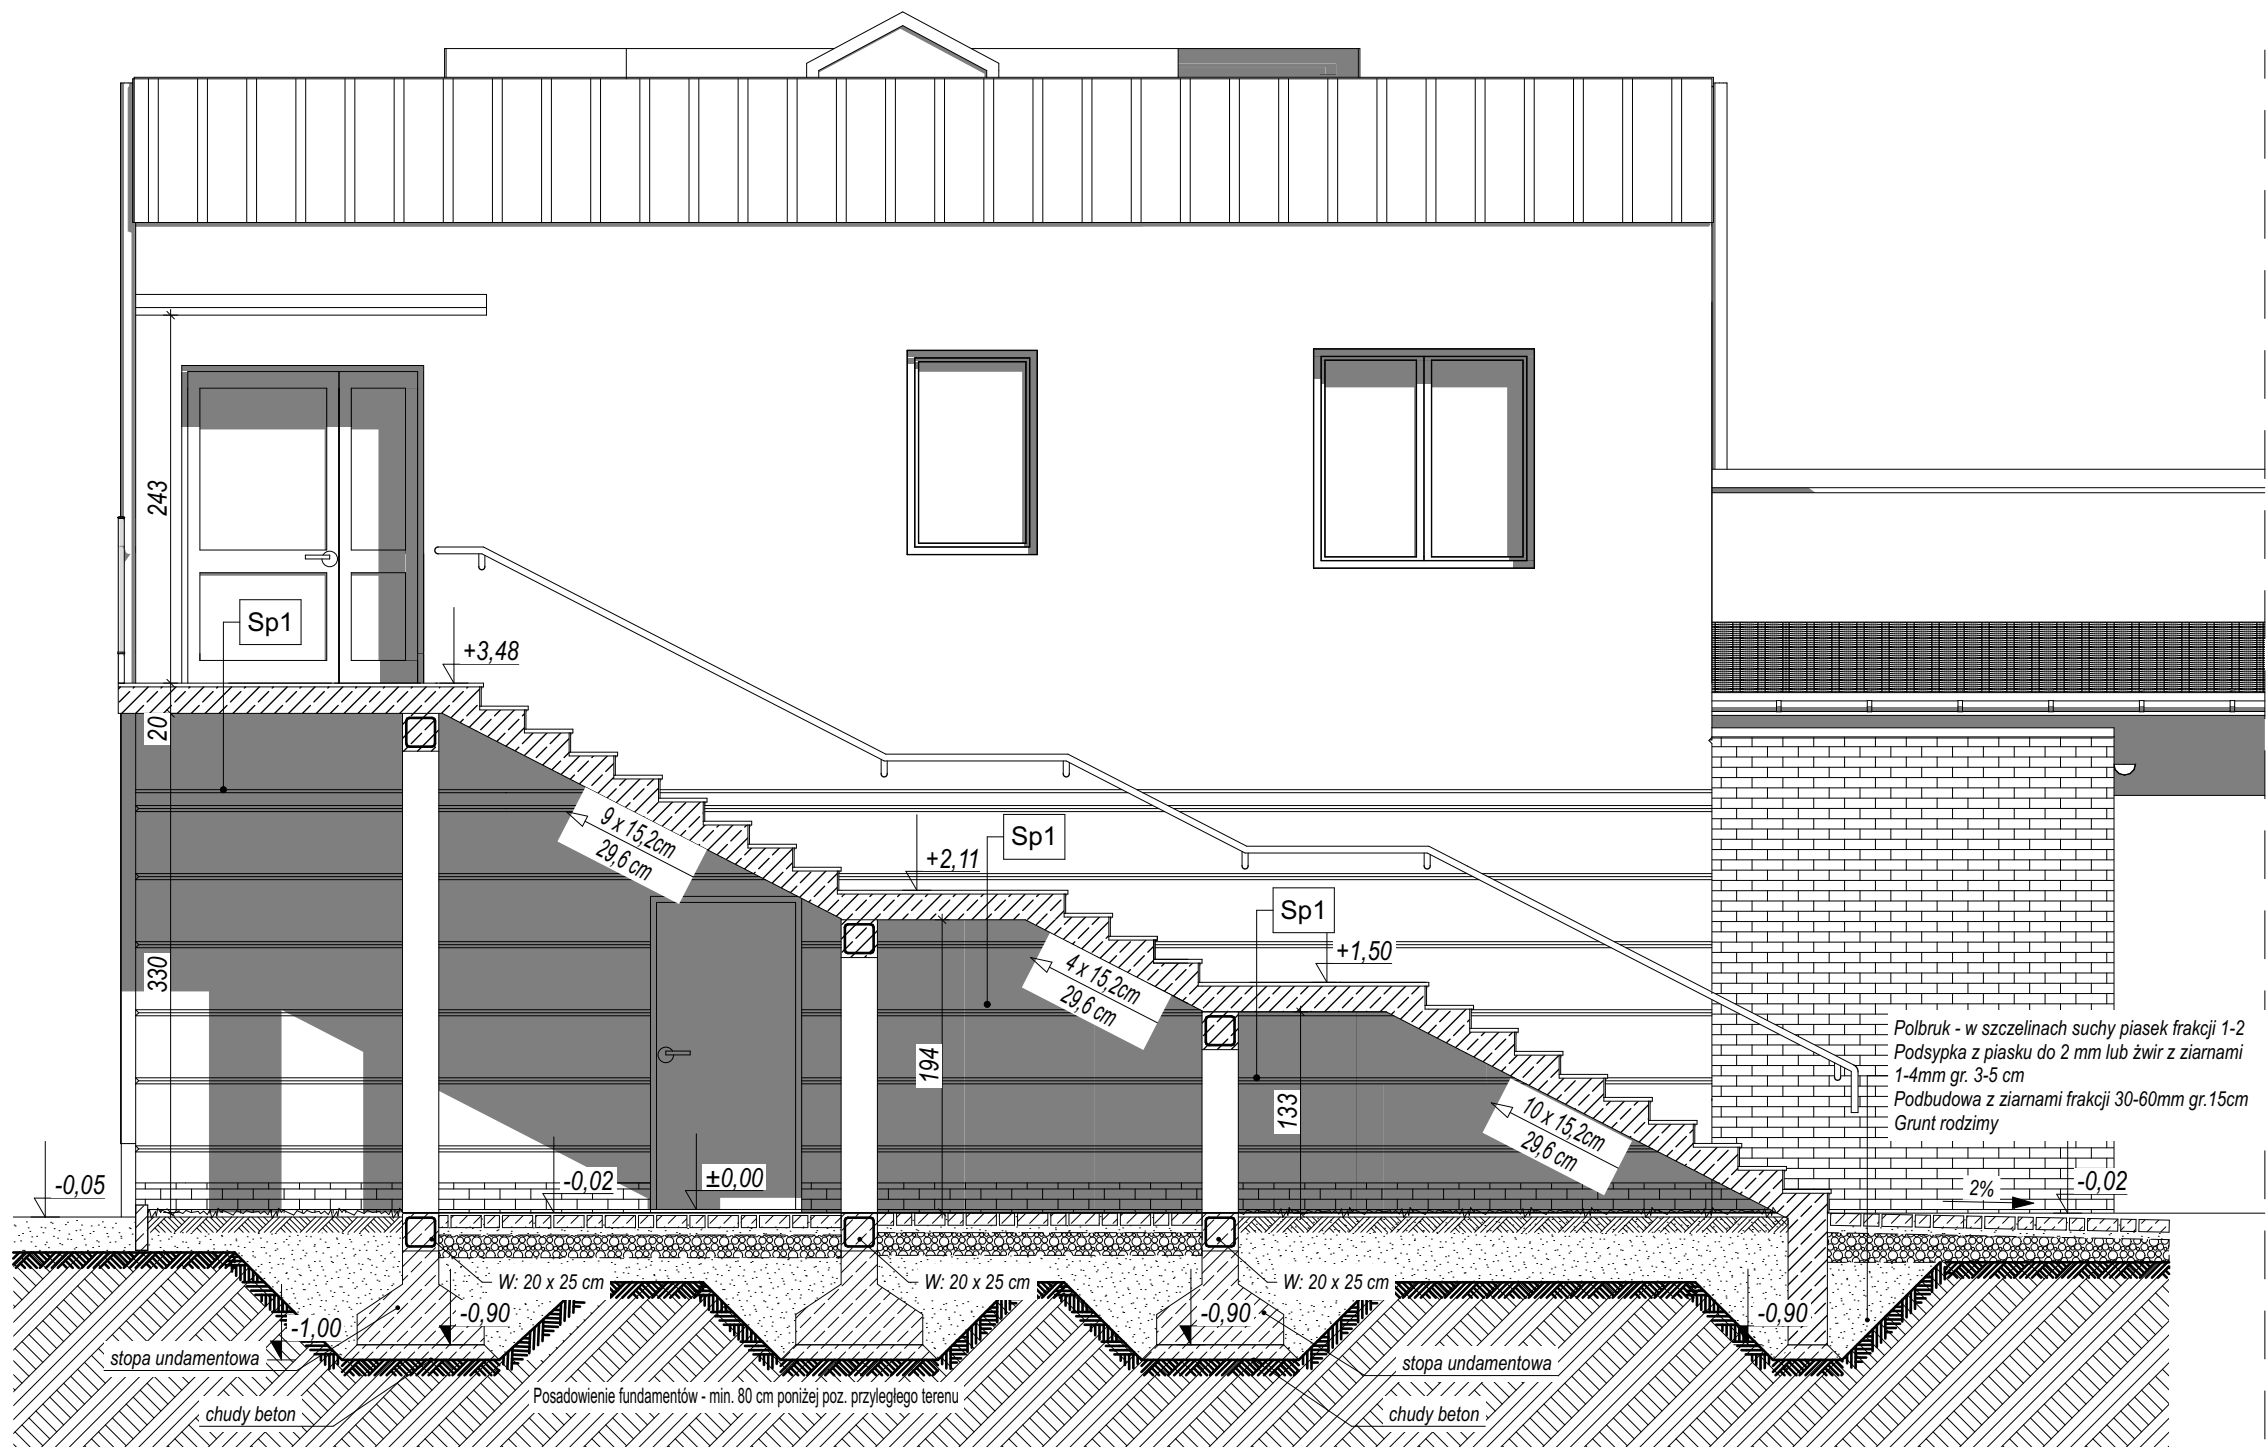 243
Sp1
+3,48
20
9 x 15,2cm
29,6 cm
Sp1
+2,11
Sp1
+1,50
4 x 15,2cm
29,6 cm
330
194
133
10 x 15,2cm
29,6 cm
Polbruk - w szczelinach suchy piasek frakcji 1-2
Podsypka z piasku do 2 mm lub żwir z ziarnami
1-4mm gr. 3-5 cm
Podbudowa z ziarnami frakcji 30-60mm gr.15cm
Grunt rodzimy
-0,05
-0,02
±0,00
2%
-0,02
W: 20 x 25 cm
W: 20 x 25 cm
W: 20 x 25 cm
-1,00
-0,90
-0,90
-0,90
stopa undamentowa
stopa undamentowa
Posadowienie fundamentów - min. 80 cm poniżej poz. przyległego terenu
chudy beton
chudy beton